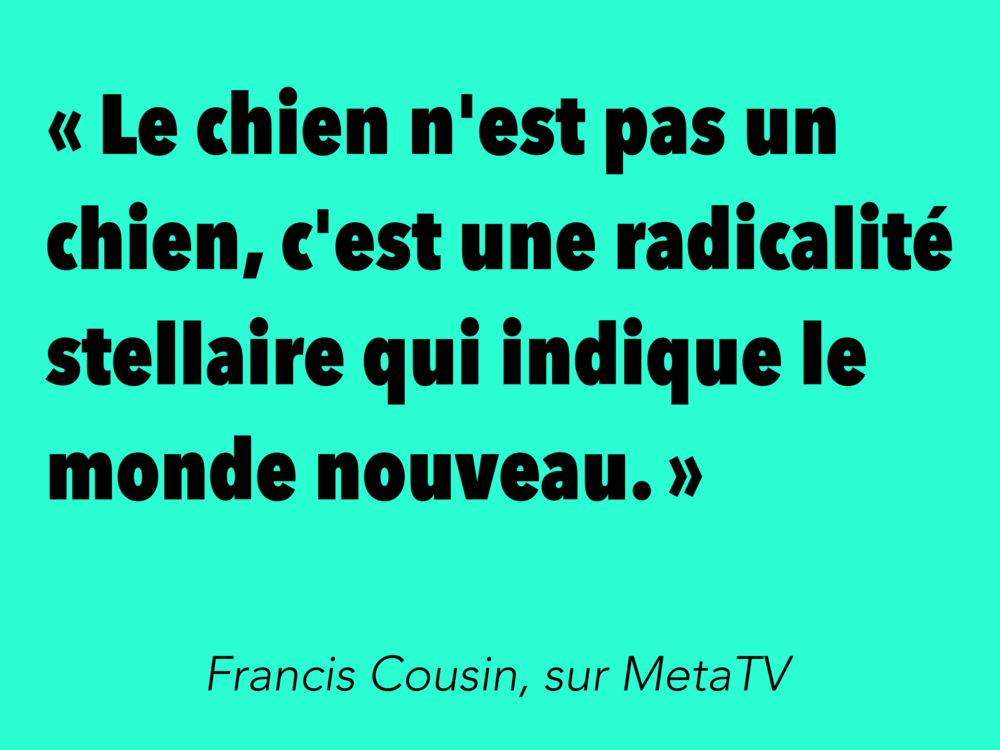 « Le chien n'est pas un
chien, c'est une radicalité
stellaire qui indique le
monde nouveau. »
Francis Cousin, sur MetaTV